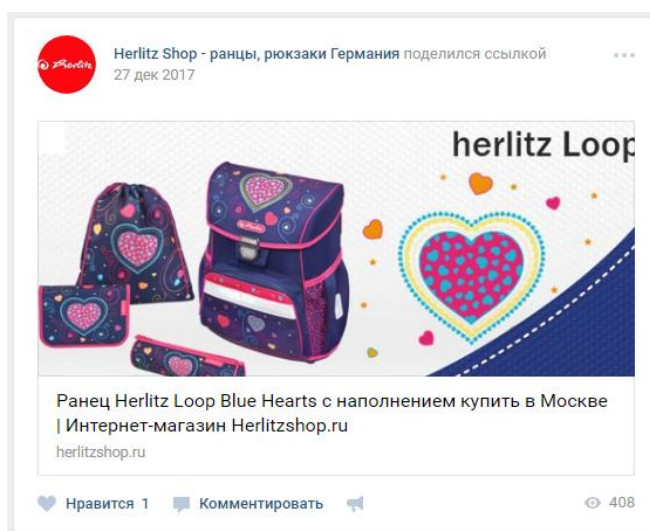 Herlitz Shop - ранцы, рюкзаки Германия поделился ссылкой
27 дек 2017
herlitz
herlitz Loop
Ранец Herlitz Loop Blue Hearts с наполнением купить в Москве
| Интернет-магазин Herlitzshop.ru
herlitzshop.ru
Нравится 1 Комментировать 408